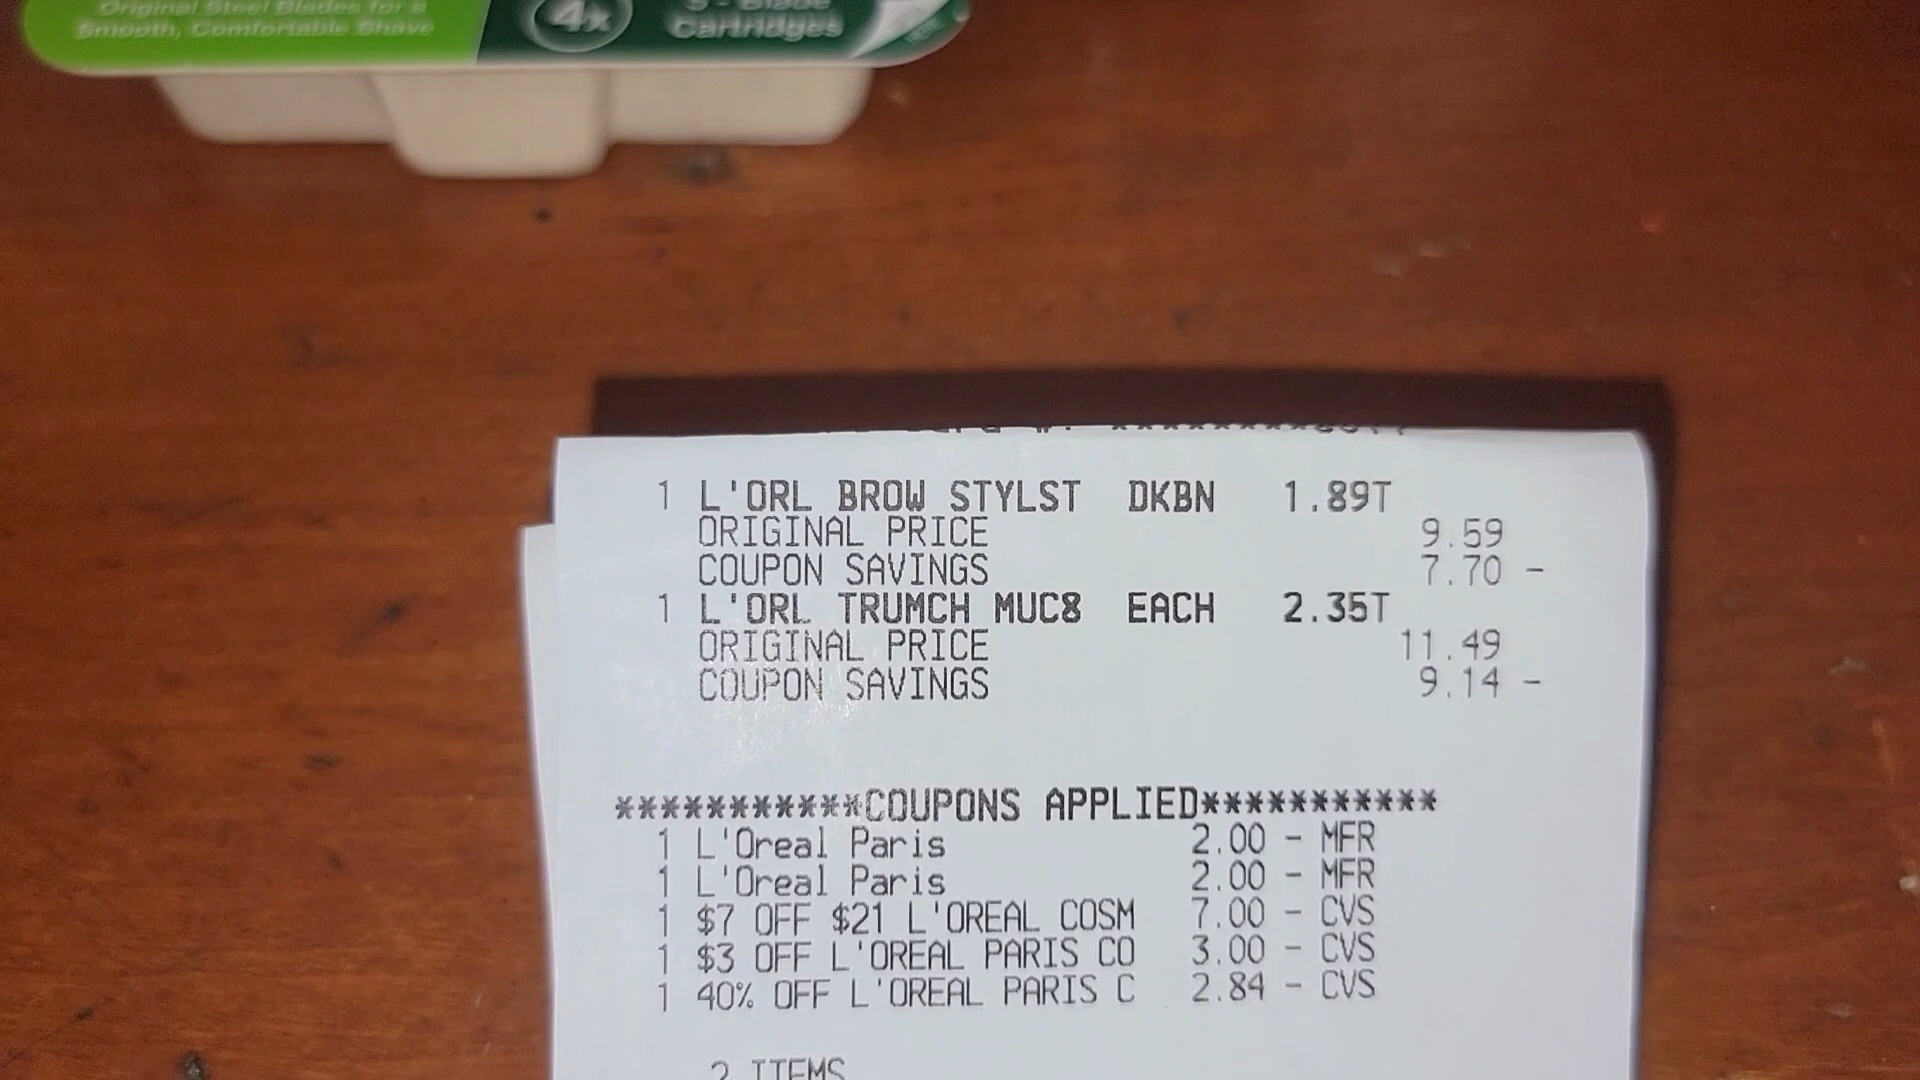 Original Steel Blades for a
Smooth, Comfortable Shave
4x
5 - Blade
Cartridges
1 L'ORL BROW STYLST DKBN 1.89T
ORIGINAL PRICE 9.59
COUPON SAVINGS 7.70 -
1 L'ORL TRUMCH MUC8 EACH 2.35T
ORIGINAL PRICE 11.49
COUPON SAVINGS 9.14 -
***********COUPONS APPLIED***********
1 L'Oreal Paris 2.00 - MFR
1 L'Oreal Paris 2.00 - MFR
1 $7 OFF $21 L'OREAL COSM 7.00 - CVS
1 $3 OFF L'OREAL PARIS CO 3.00 - CVS
1 40% OFF L'OREAL PARIS C 2.84 - CVS
2 ITEMS